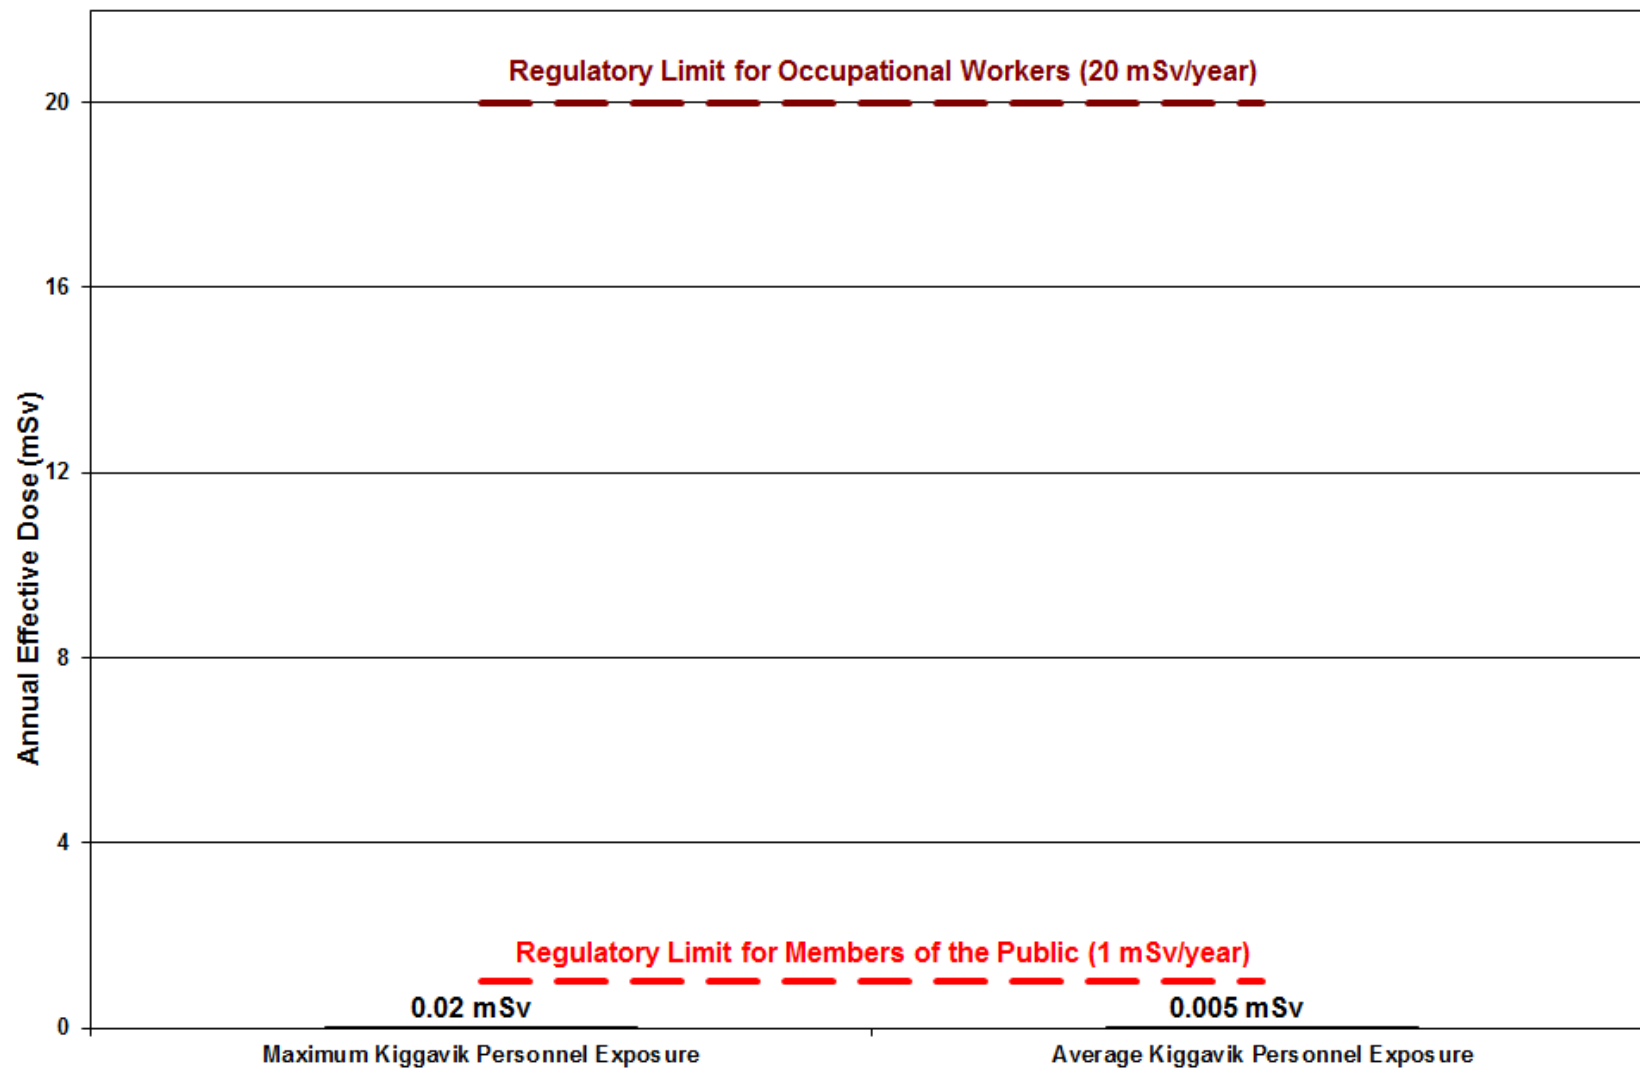 Regulatory Limit for Occupational Workers (20 mSv/year)
20
16
12
8
4
0
Annual Effective Dose (mSv)
Regulatory Limit for Members of the Public (1 mSv/year)
0.02 mSv
0.005 mSv
Maximum Kiggavik Personnel Exposure
Average Kiggavik Personnel Exposure